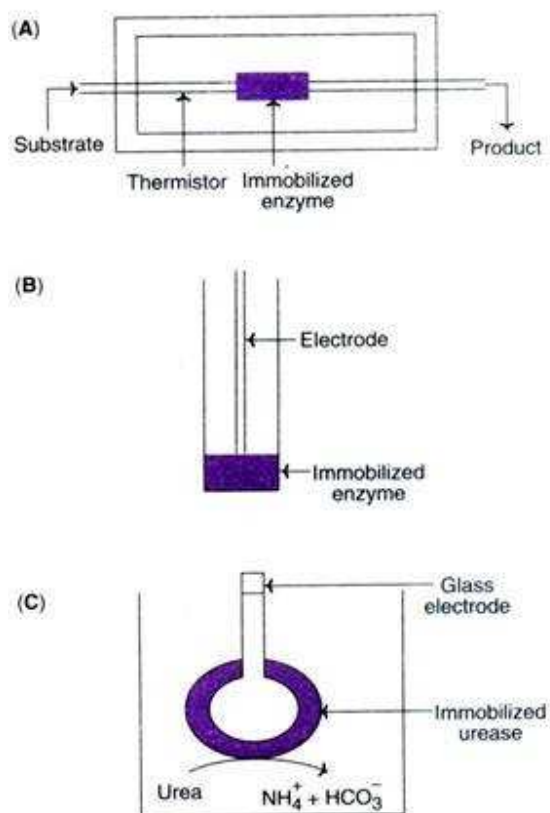 (A)
Substrate
Product
Thermistor Immobilized
enzyme
(B)
Electrode
Immobilized
enzyme
(C)
Glass
electrode
Immobilized
urease
Urea
NH₄⁺ + HCO₃⁻